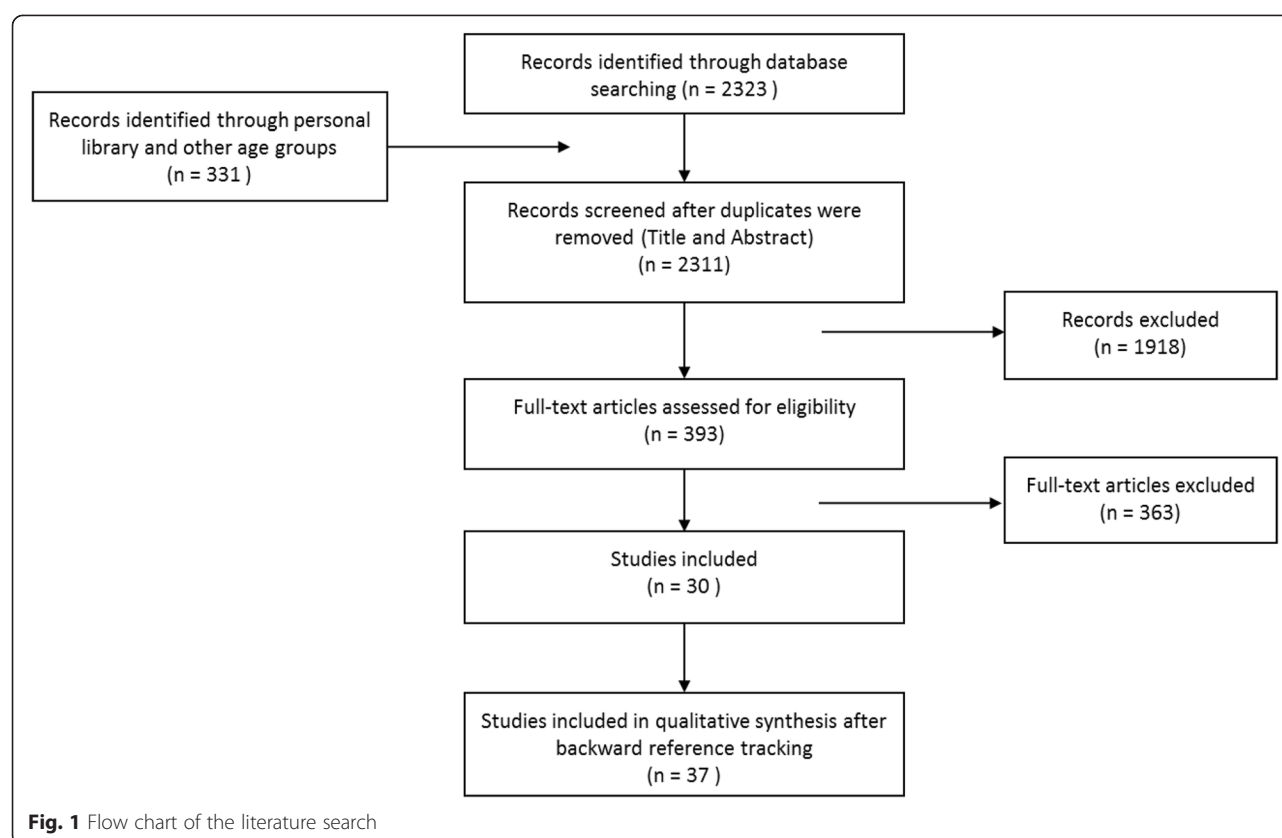 Records identified through database
searching (n = 2323 )
Records identified through personal
library and other age groups
(n = 331 )
Records screened after duplicates were
removed (Title and Abstract)
(n = 2311)
Records excluded
(n = 1918)
Full-text articles assessed for eligibility
(n = 393)
Full-text articles excluded
(n = 363)
Studies included
(n = 30 )
Studies included in qualitative synthesis after
backward reference tracking
(n = 37 )
Fig. 1 Flow chart of the literature search